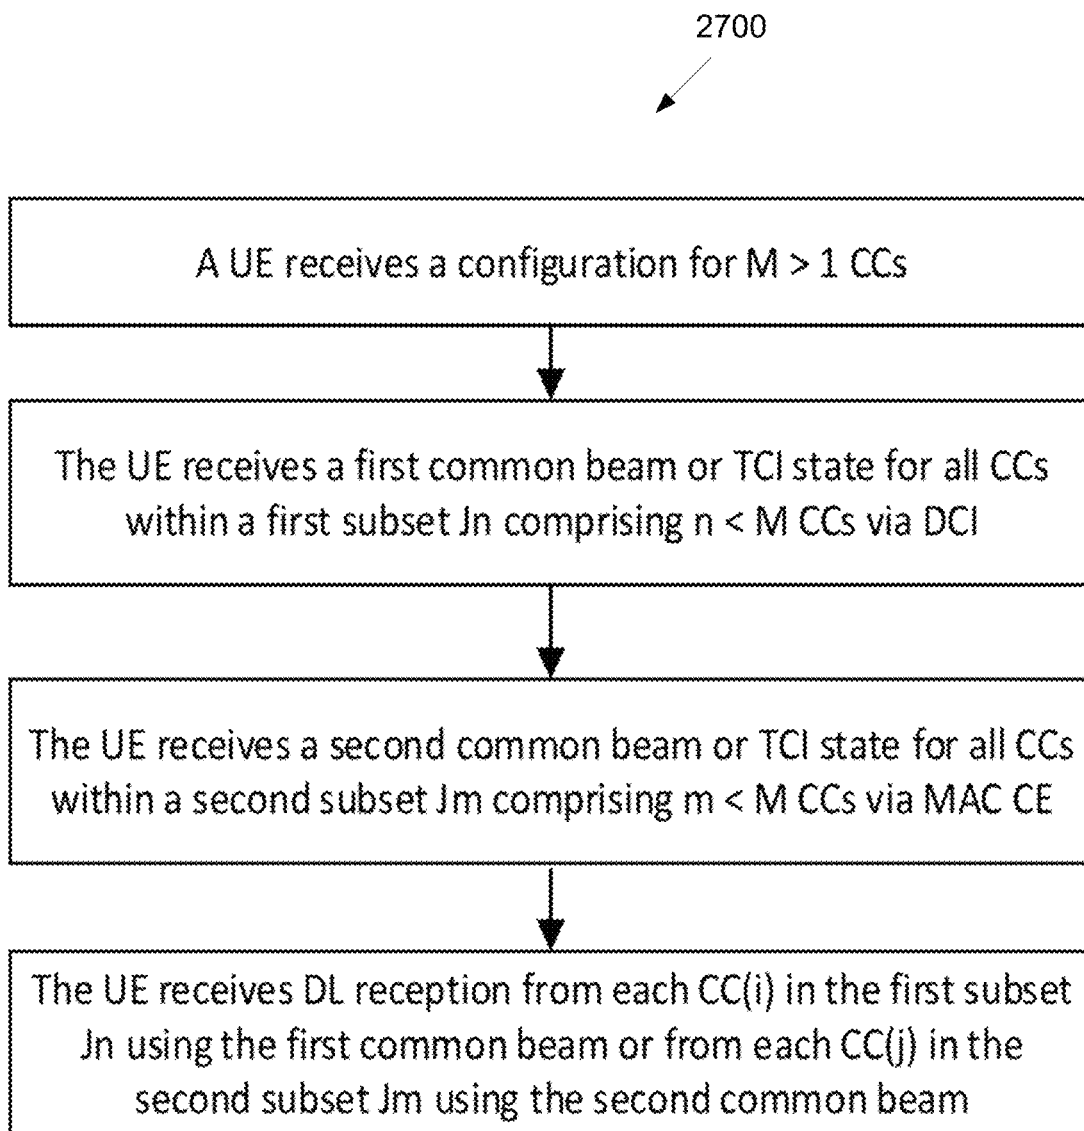 2700
A UE receives a configuration for M > 1 CCs
The UE receives a first common beam or TCI state for all CCs
within a first subset Jn comprising n < M CCs via DCI
The UE receives a second common beam or TCI state for all CCs
within a second subset Jm comprising m < M CCs via MAC CE
The UE receives DL reception from each CC(i) in the first subset
Jn using the first common beam or from each CC(j) in the
second subset Jm using the second common beam